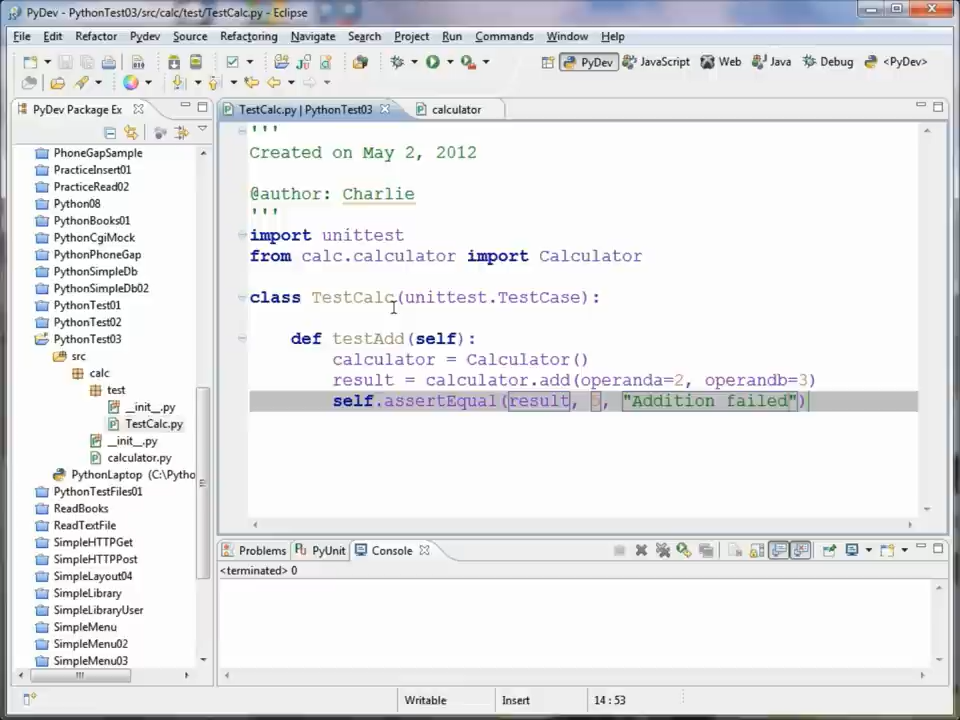 PyDev - PythonTest03/src/calc/test/TestCalc.py - Eclipse
File Edit Refactor Pydev Source Refactoring Navigate Search Project Run Commands Window Help
PyDev JavaScript Web Java Debug <PyDev>
PyDev Package Ex
TestCalc.py | PythonTest03
calculator
PhoneGapSample
PracticeInsert01
PracticeRead02
Python08
PythonBooks01
PythonCgiMock
PythonPhoneGap
PythonSimpleDb
PythonSimpleDb02
PythonTest01
PythonTest02
PythonTest03
src
calc
test
__init__.py
TestCalc.py
__init__.py
calculator.py
PythonLaptop (C:\Pytho
PythonTestFiles01
ReadBooks
ReadTextFile
SimpleHTTPGet
SimpleHTTPPost
SimpleLayout04
SimpleLibrary
SimpleLibraryUser
SimpleMenu
SimpleMenu02
SimpleMenu03
'''
Created on May 2, 2012
@author: Charlie
'''
import unittest
from calc.calculator import Calculator
class TestCalc(unittest.TestCase):
def testAdd(self):
calculator = Calculator()
result = calculator.add(operanda=2, operandb=3)
self.assertEqual(result, 5, "Addition failed")
Problems PyUnit Console
<terminated> 0
Writable Insert 14:53